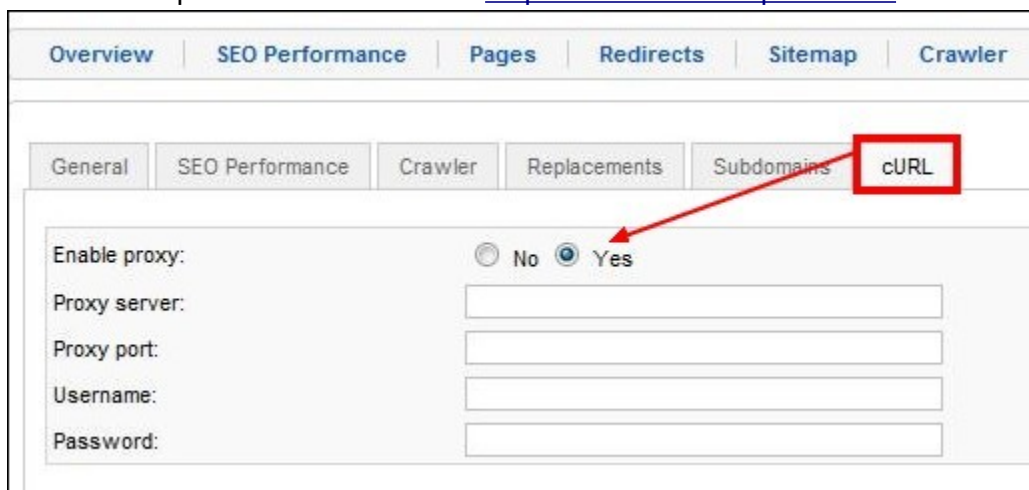 Overview SEO Performance Pages Redirects Sitemap Crawler
General SEO Performance Crawler Replacements Subdomains cURL
Enable proxy: No Yes
Proxy server:
Proxy port:
Username:
Password: